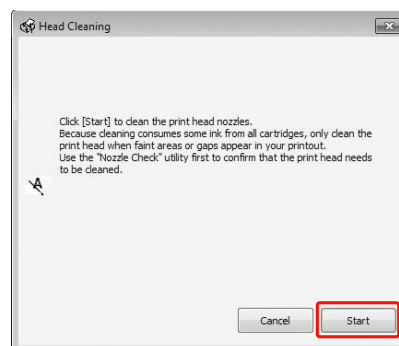 Head Cleaning
Click [Start] to clean the print head nozzles.
Because cleaning consumes some ink from all cartridges, only clean the
print head when faint areas or gaps appear in your printout.
Use the "Nozzle Check" utility first to confirm that the print head needs
to be cleaned.
A
Cancel
Start